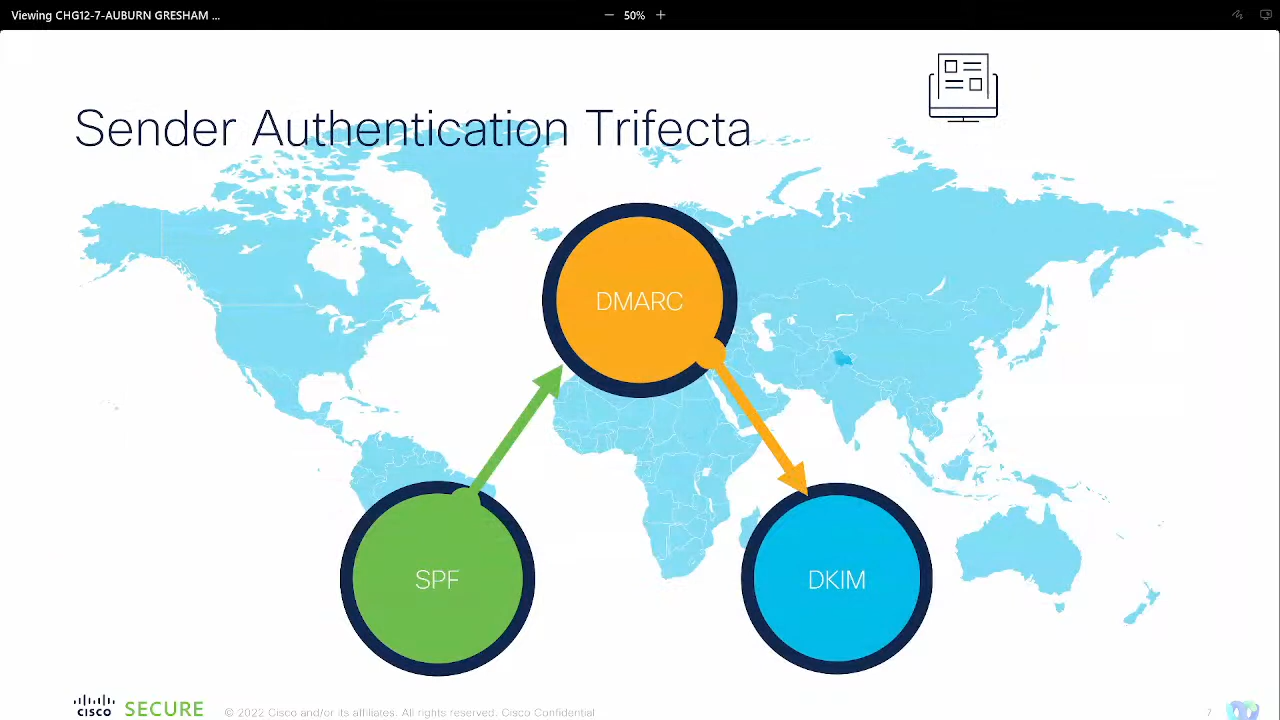 Viewing CHG12-7-AUBURN GRESHAM ...
50%
Sender Authentication Trifecta
DMARC
SPF
DKIM
CISCO SECURE
© 2022 Cisco and/or its affiliates. All rights reserved. Cisco Confidential
7